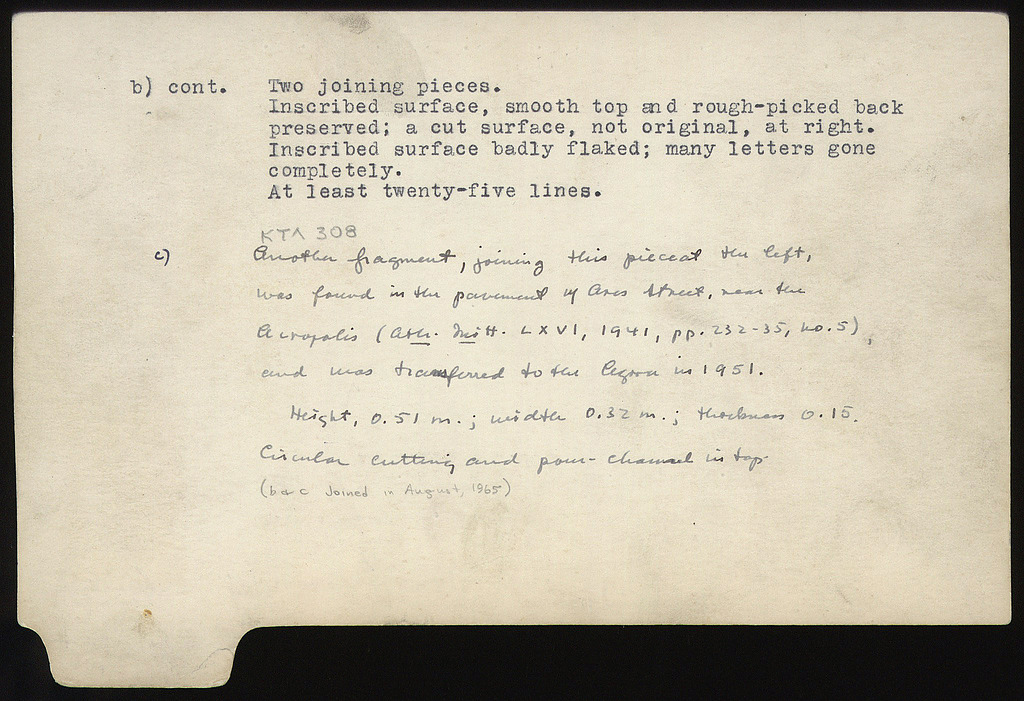 b) cont. Two joining pieces.
Inscribed surface, smooth top and rough-picked back
preserved; a cut surface, not original, at right.
Inscribed surface badly flaked; many letters gone
completely.
At least twenty-five lines.
KTΛ 308
c) Another fragment, joining this piece at the left,
was found in the pavement of Ares Street, near the
Acropolis (Ath. Mitt. LXVI, 1941, pp. 232-35, no. 5),
and was transferred to the Agora in 1951.
Height, 0.51 m.; width 0.32 m.; thickness 0.15.
Circular cutting and pour-channel in top.
(b & c Joined in August, 1965)